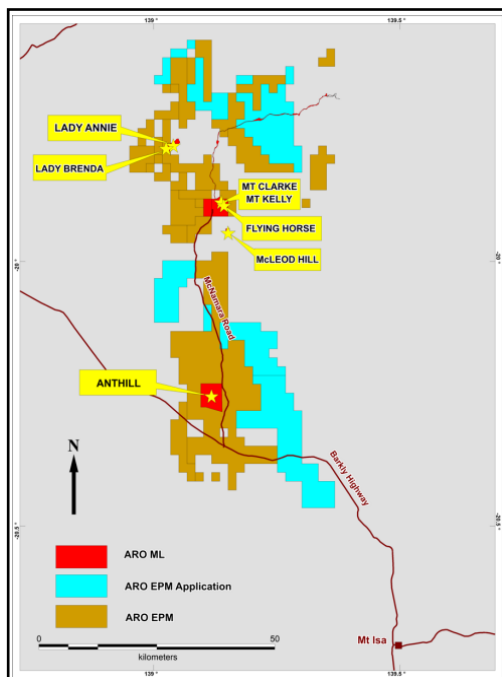 139 °
139.5 °
LADY ANNIE
LADY BRENDA
MT CLARKE
MT KELLY
FLYING HORSE
McLEOD HILL
-20 °
-20 °
McNamara Road
ANTHILL
N
Barkly Highway
-20.5 °
-20.5 °
ARO ML
ARO EPM Application
ARO EPM
Mt Isa
0
50
kilometers
139 °
139.5 °